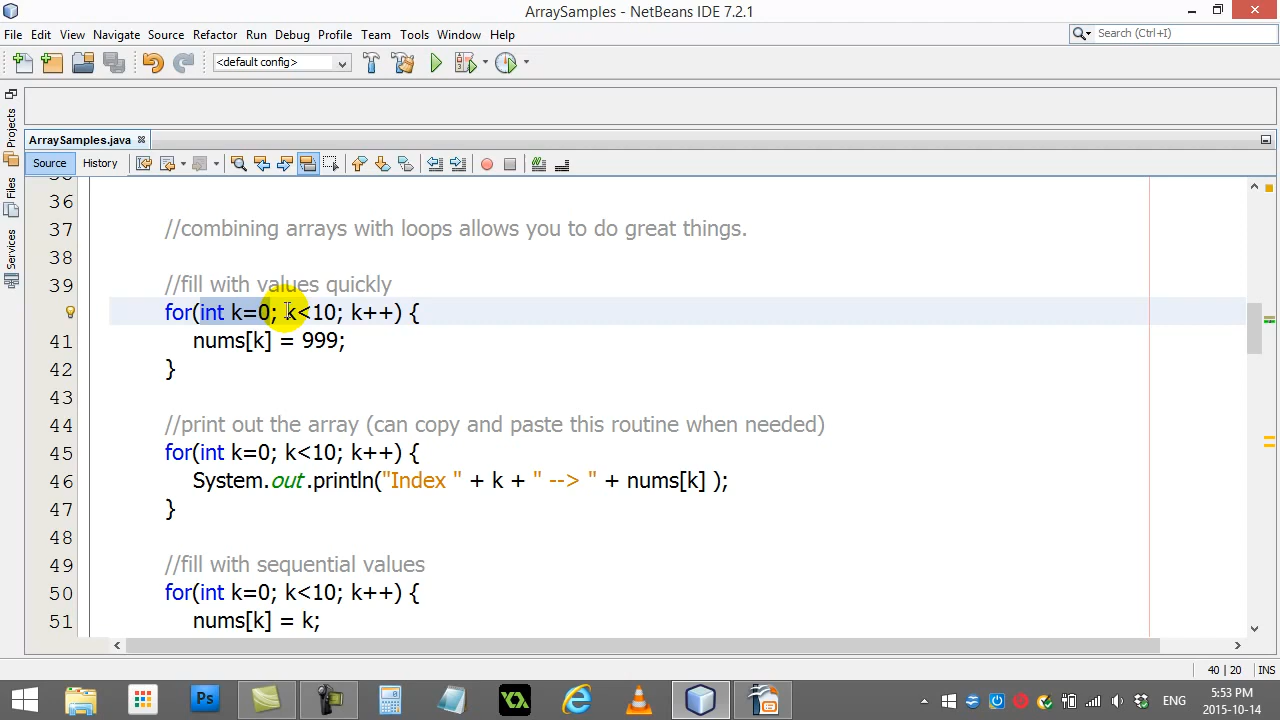 ArraySamples - NetBeans IDE 7.2.1
File Edit View Navigate Source Refactor Run Debug Profile Team Tools Window Help
Search (Ctrl+I)
<default config>
Projects
Files
Services
ArraySamples.java
Source History
36
37 //combining arrays with loops allows you to do great things.
38
39 //fill with values quickly
for(int k=0; k<10; k++) {
41 nums[k] = 999;
42 }
43
44 //print out the array (can copy and paste this routine when needed)
45 for(int k=0; k<10; k++) {
46 System.out.println("Index " + k + " --> " + nums[k] );
47 }
48
49 //fill with sequential values
50 for(int k=0; k<10; k++) {
51 nums[k] = k;
40 | 20 INS
Ps
ENG
5:53 PM
2015-10-14